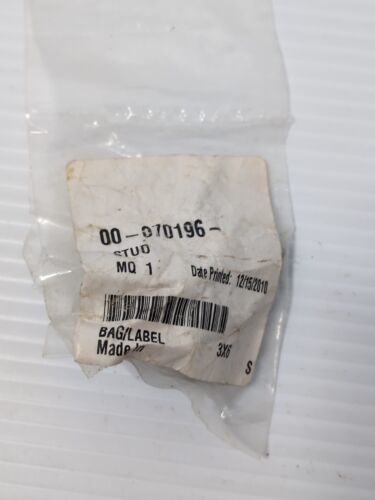 00-070196-
STUD
MQ 1 Date Printed: 12/15/2010
BAG/LABEL
Made 3X6
S